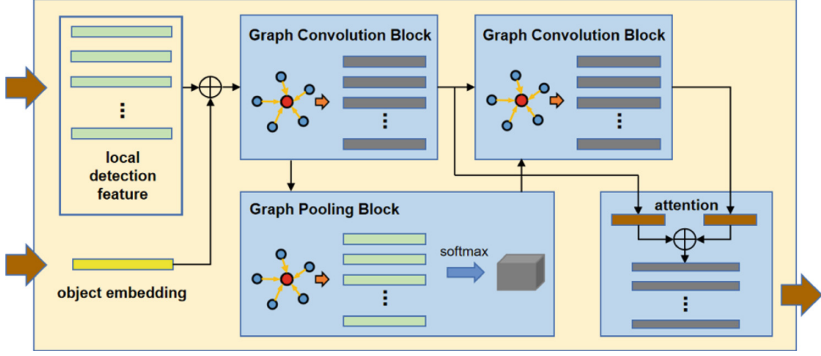 Graph Convolution Block
Graph Convolution Block
local
detection
feature
Graph Pooling Block
softmax
attention
object embedding